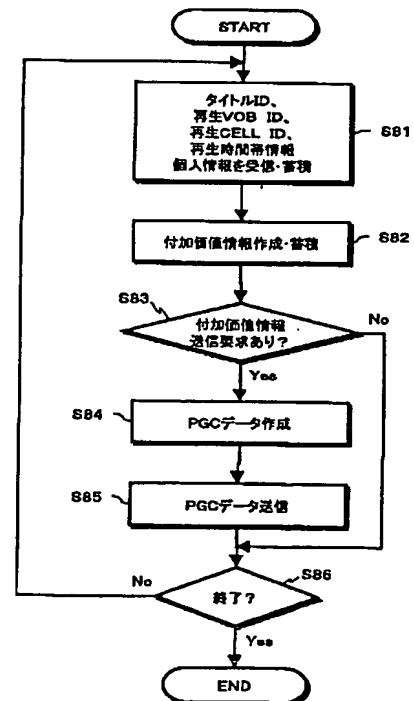 START
タイトルID、
再生VOB ID、
再生CELL ID、
再生時間帯情報
個人情報を受信・蓄積
S81
付加価値情報作成・蓄積
S82
S83
付加価値情報
送信要求あり?
No
Yes
S84
PGCデータ作成
S85
PGCデータ送信
No
S86
終了?
Yes
END